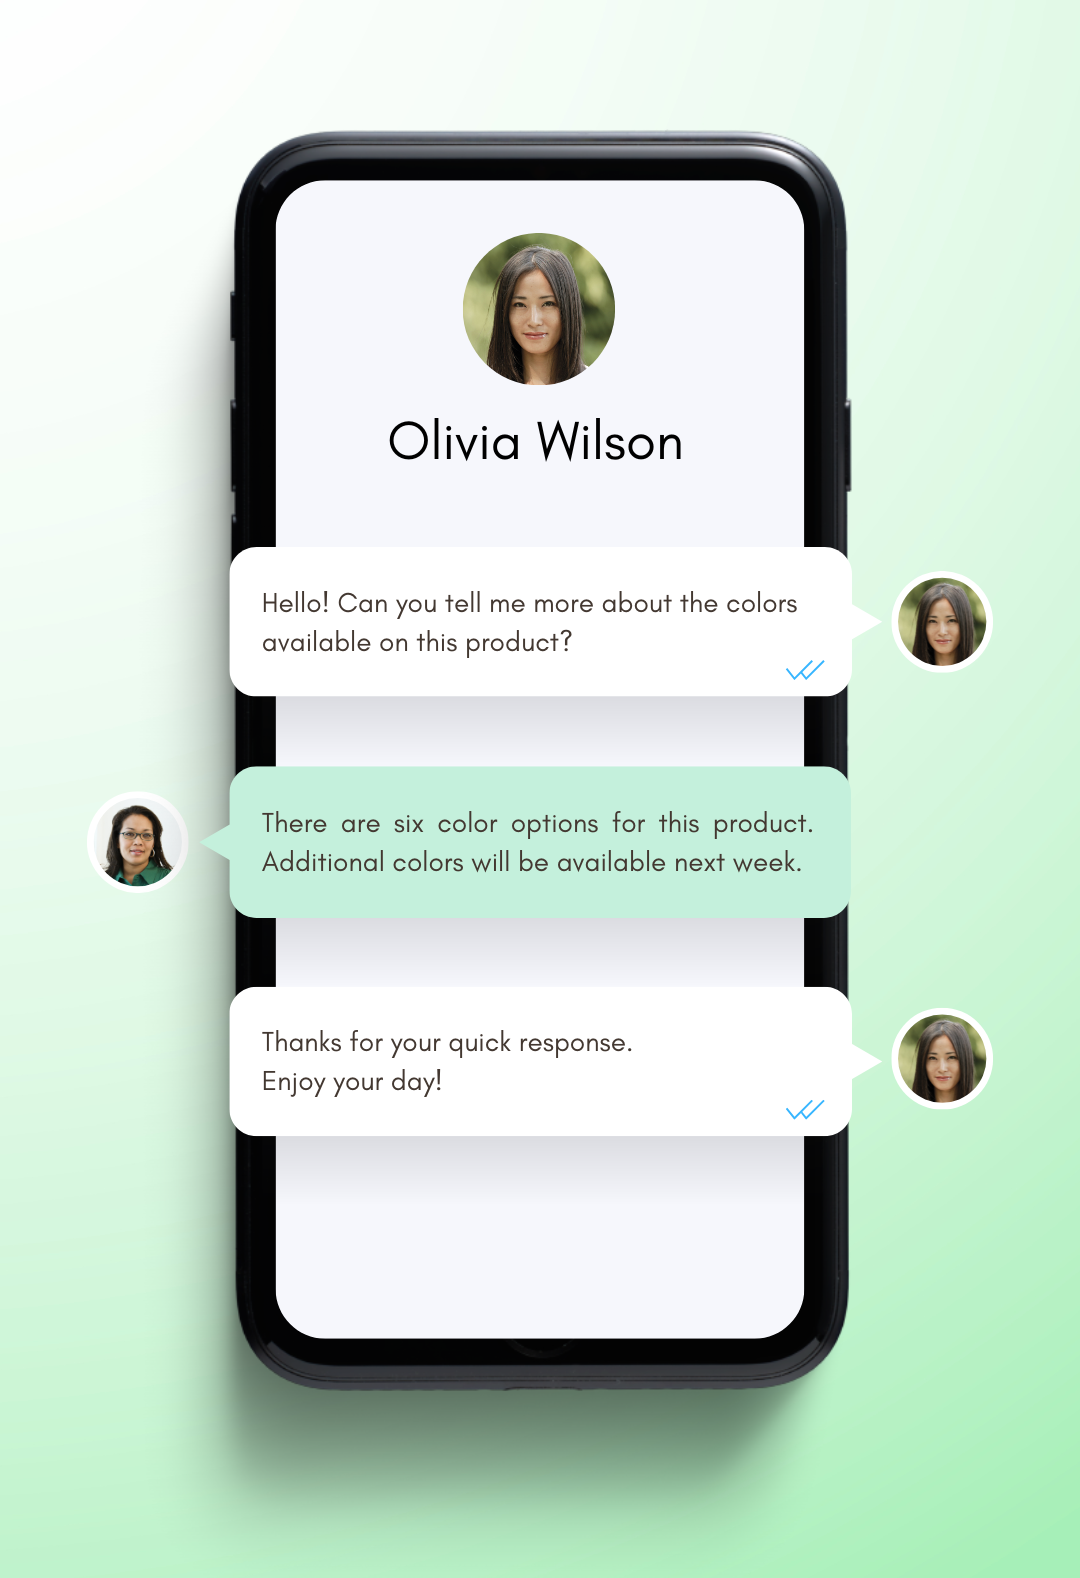 Olivia Wilson
Hello! Can you tell me more about the colors
available on this product?
There are six color options for this product.
Additional colors will be available next week.
Thanks for your quick response.
Enjoy your day!